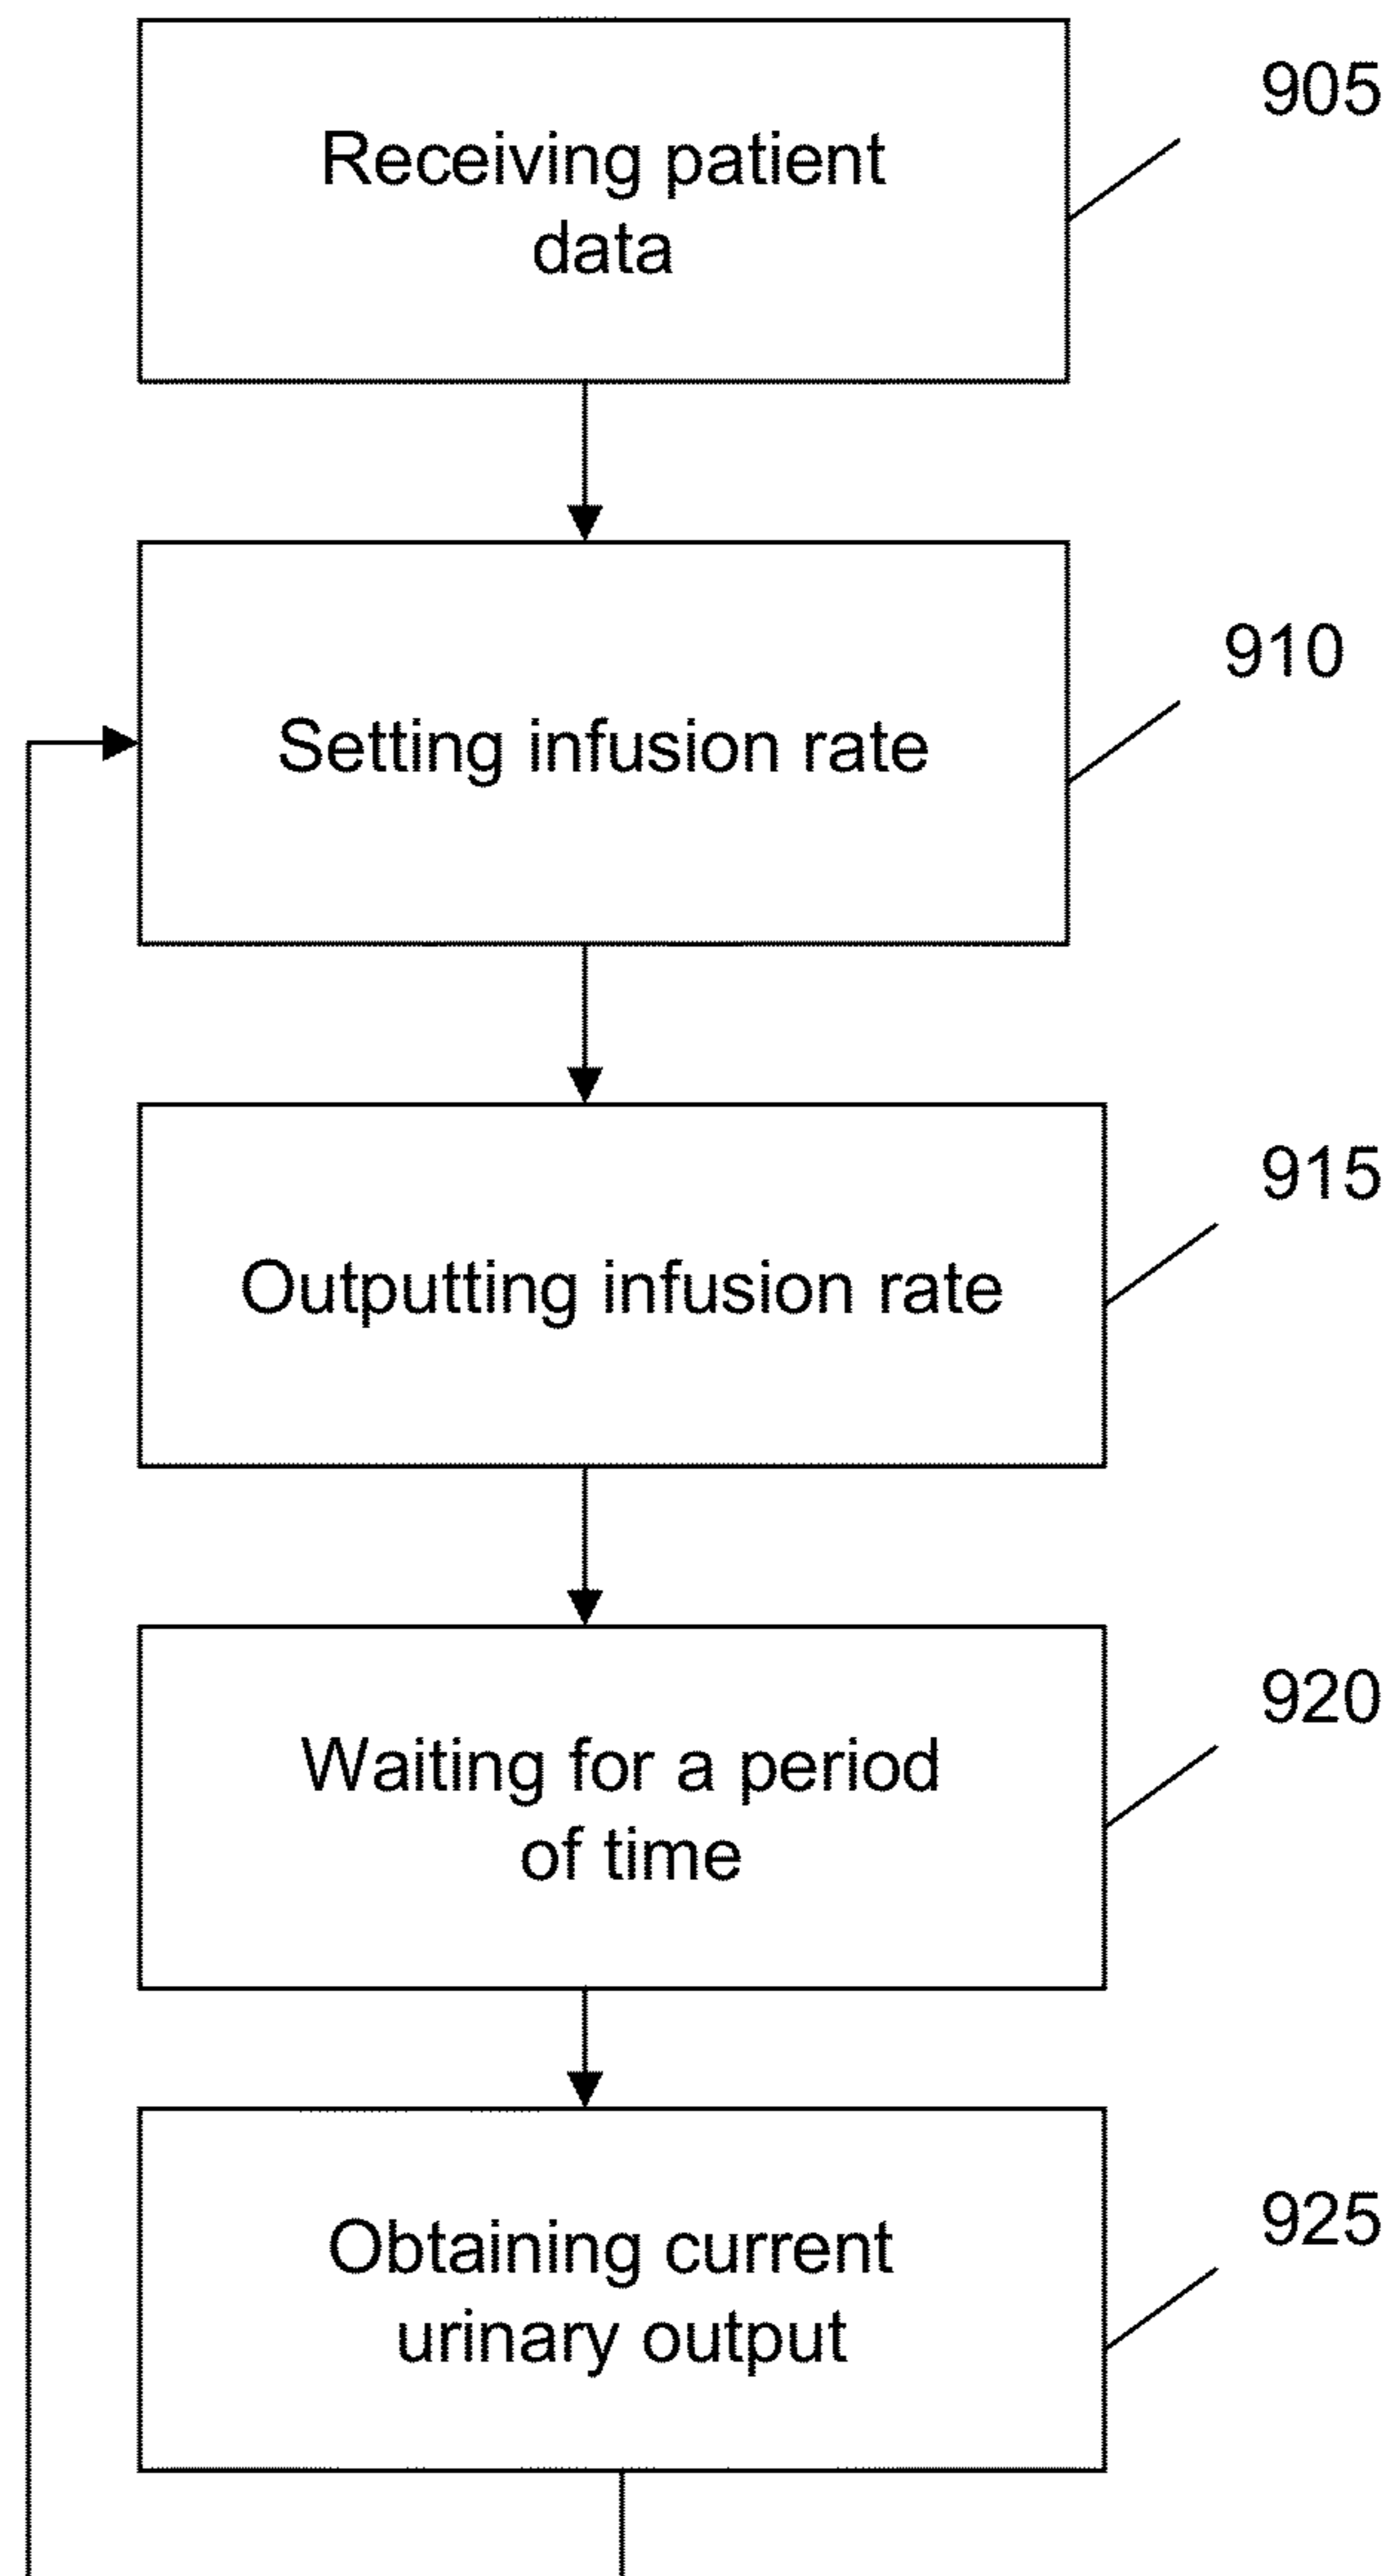 905
Receiving patient
data
910
Setting infusion rate
915
Outputting infusion rate
920
Waiting for a period
of time
925
Obtaining current
urinary output